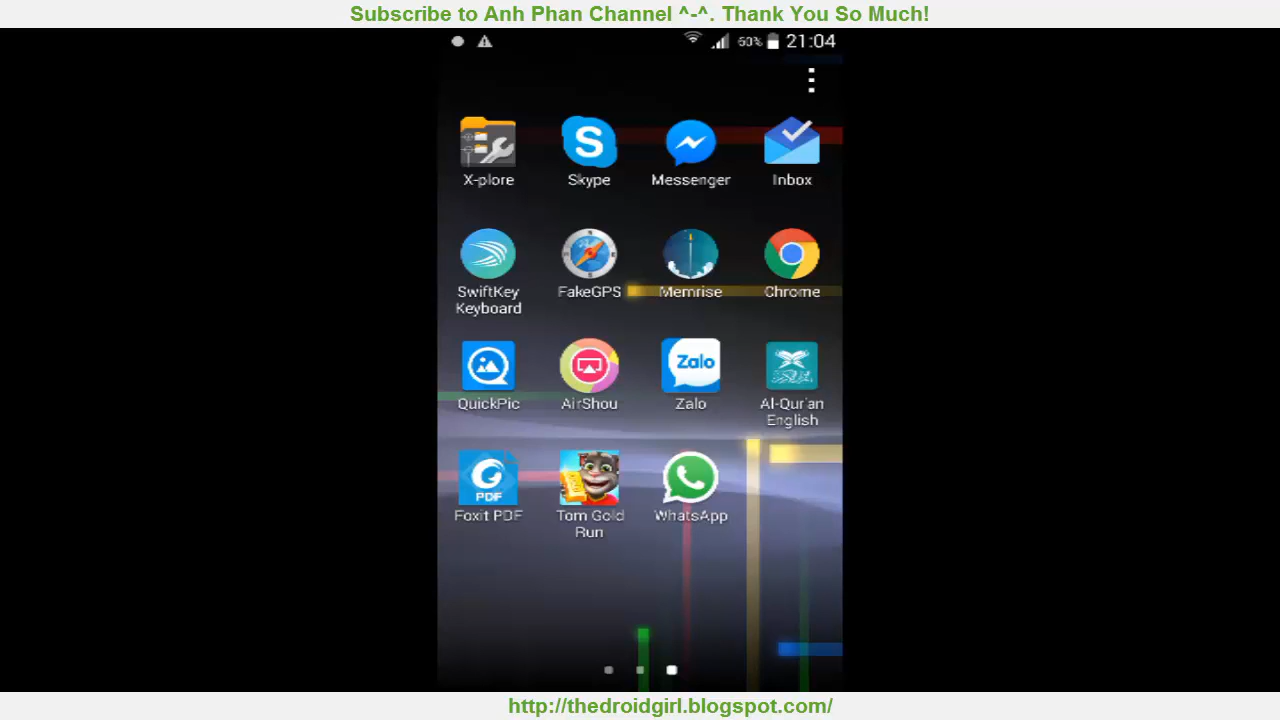 Subscribe to Anh Phan Channel ^-^. Thank You So Much!
60% 21:04
X-plore Skype Messenger Inbox
SwiftKey Keyboard FakeGPS Memrise Chrome
QuickPic AirShou Zalo Zalo Al-Qur'an English
PDF Foxit PDF Tom Gold Run WhatsApp
http://thedroidgirl.blogspot.com/